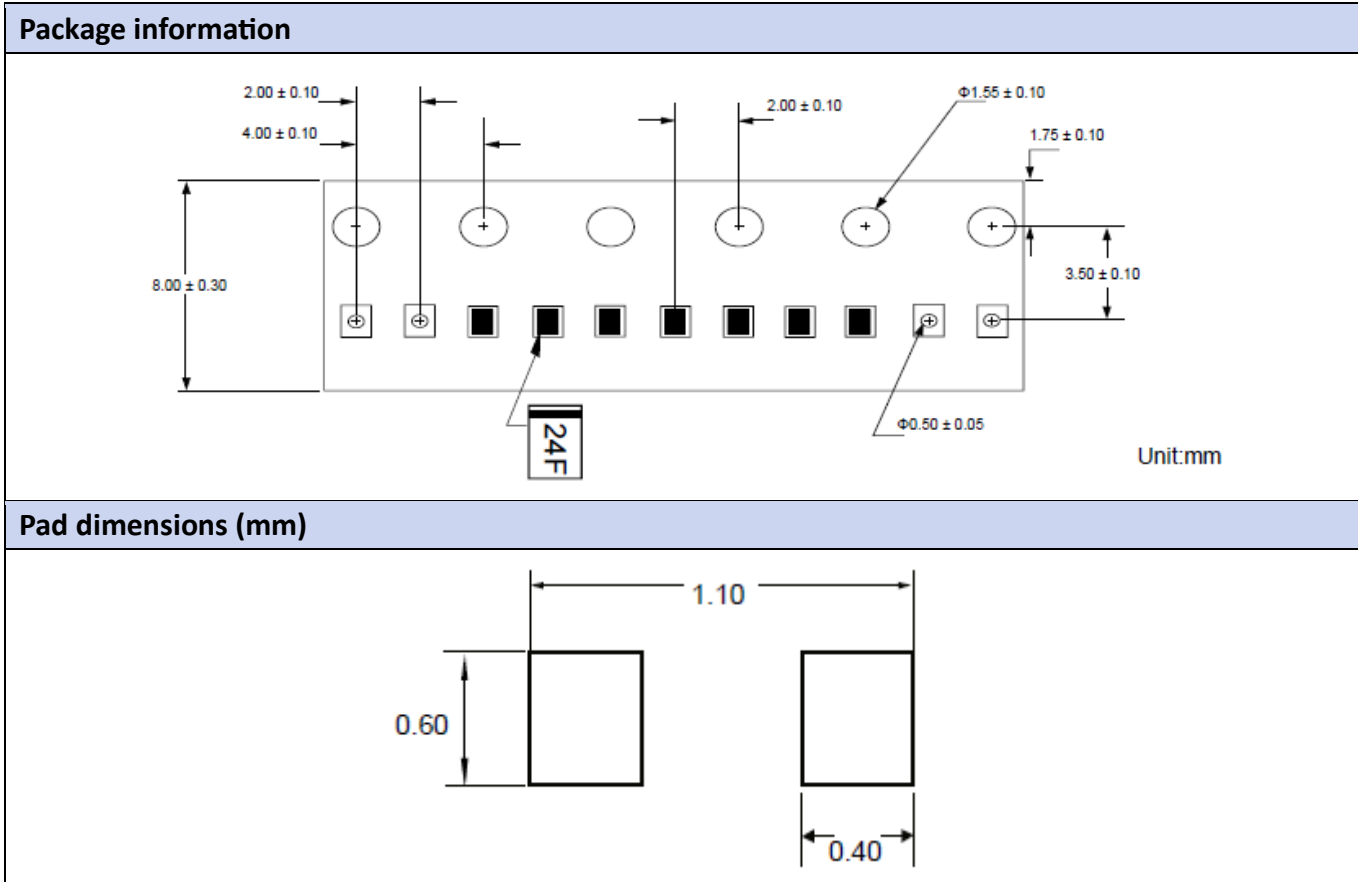 Package information
2.00 ± 0.10
4.00 ± 0.10
2.00 ± 0.10
Φ1.55 ± 0.10
1.75 ± 0.10
8.00 ± 0.30
3.50 ± 0.10
24F
Φ0.50 ± 0.05
Unit:mm
Pad dimensions (mm)
1.10
0.60
0.40